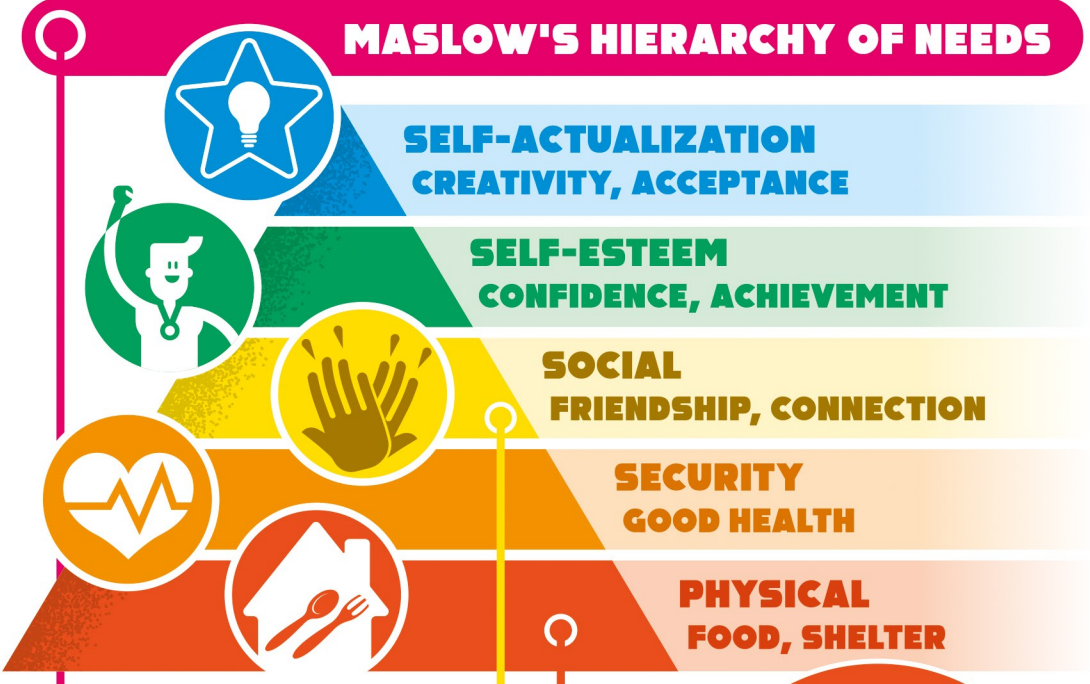 MASLOW'S HIERARCHY OF NEEDS
SELF-ACTUALIZATION
CREATIVITY, ACCEPTANCE
SELF-ESTEEM
CONFIDENCE, ACHIEVEMENT
SOCIAL
FRIENDSHIP, CONNECTION
SECURITY
GOOD HEALTH
PHYSICAL
FOOD, SHELTER